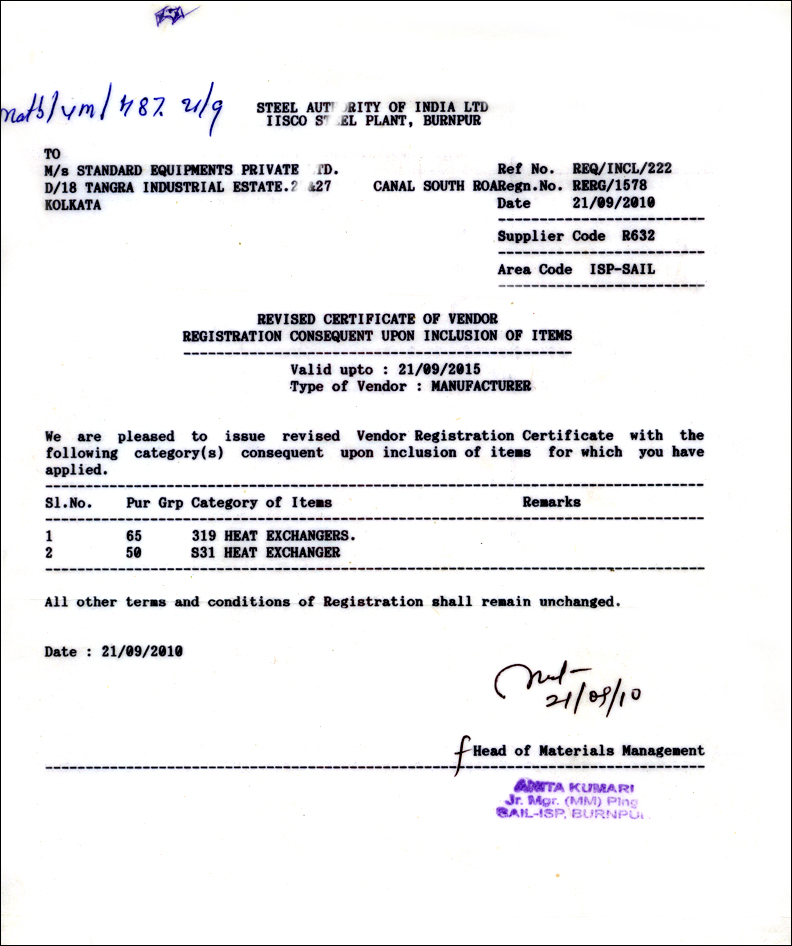 STEEL AUT RITY OF INDIA LTD
IISCO S EL PLANT, BURNPUR
TO
M/s STANDARD EQUIPMENTS PRIVATE TD. Ref No. REQ/INCL/222
D/18 TANGRA INDUSTRIAL ESTATE.2 &27 CANAL SOUTH ROARegn.No. RERG/1578
KOLKATA Date 21/09/2010
Supplier Code R632
Area Code ISP-SAIL
REVISED CERTIFICATE OF VENDOR
REGISTRATION CONSEQUENT UPON INCLUSION OF ITEMS
Valid upto : 21/09/2015
Type of Vendor : MANUFACTURER
We are pleased to issue revised Vendor Registration Certificate with the
following category(s) consequent upon inclusion of items for which you have
applied.
Sl.No. Pur Grp Category of Items Remarks
1 65 319 HEAT EXCHANGERS.
2 50 S31 HEAT EXCHANGER
All other terms and conditions of Registration shall remain unchanged.
Date : 21/09/2010
21/09/10
f Head of Materials Management
ANITA KUMARI
Jr. Mgr. (MM) Plng
SAIL-ISP, BURNPUR